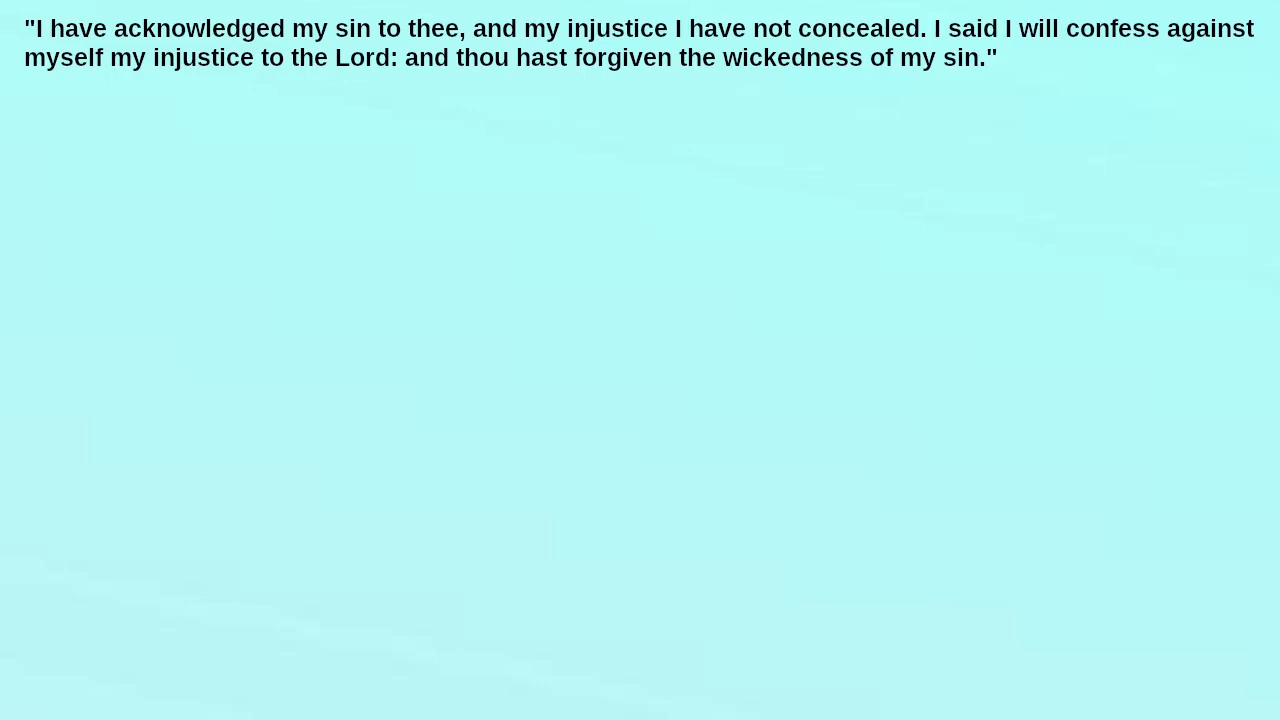 "I have acknowledged my sin to thee, and my injustice I have not concealed. I said I will confess against
myself my injustice to the Lord: and thou hast forgiven the wickedness of my sin."